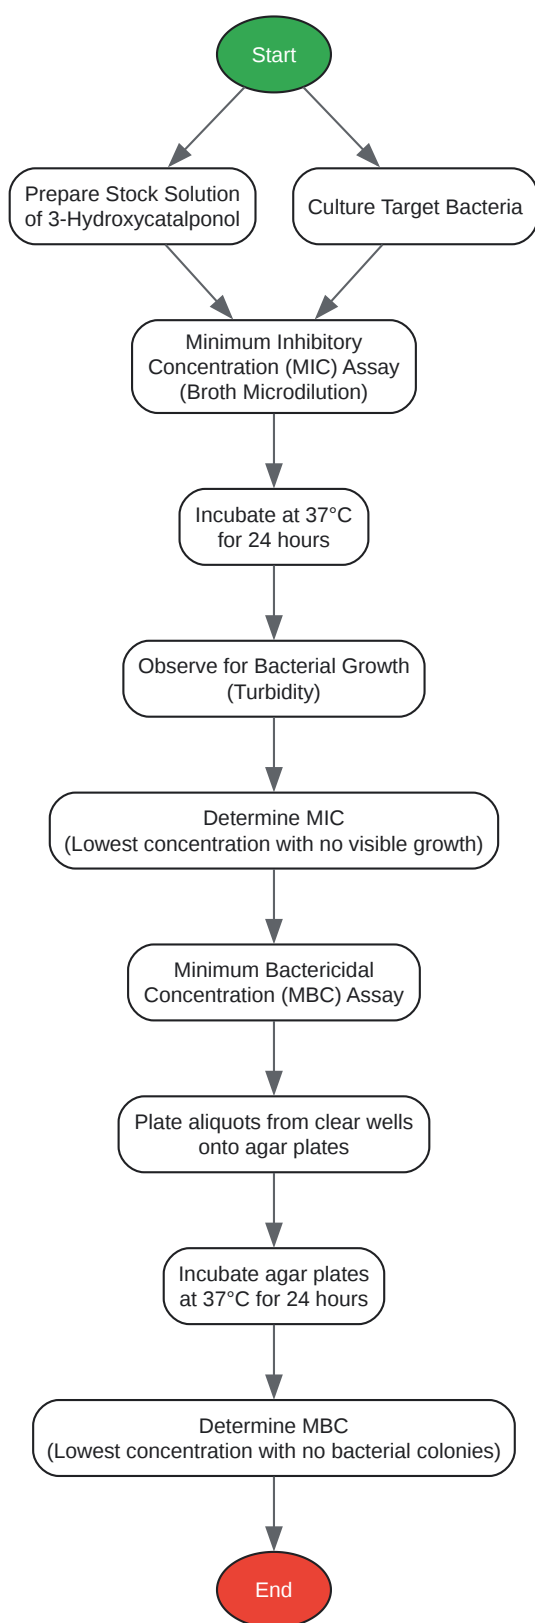 Start
Prepare Stock Solution
of 3-Hydroxycatalponol
Culture Target Bacteria
Minimum Inhibitory
Concentration (MIC) Assay
(Broth Microdilution)
Incubate at 37°C
for 24 hours
Observe for Bacterial Growth
(Turbidity)
Determine MIC
(Lowest concentration with no visible growth)
Minimum Bactericidal
Concentration (MBC) Assay
Plate aliquots from clear wells
onto agar plates
Incubate agar plates
at 37°C for 24 hours
Determine MBC
(Lowest concentration with no bacterial colonies)
End